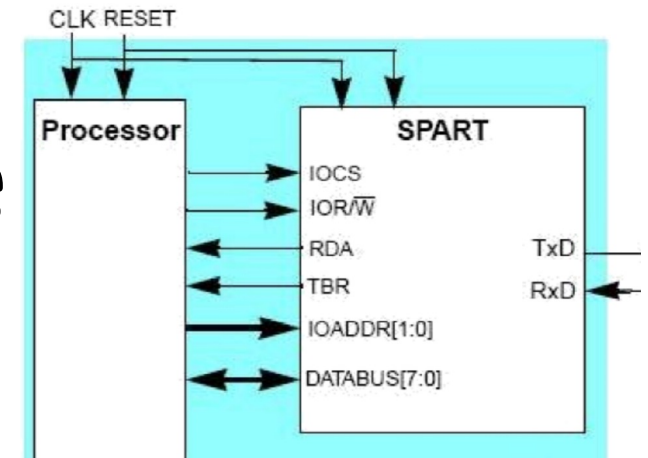 CLK RESET
Processor
SPART
IOCS
IOR/W̅
RDA
TxD
TBR
RxD
IOADDR[1:0]
DATABUS[7:0]